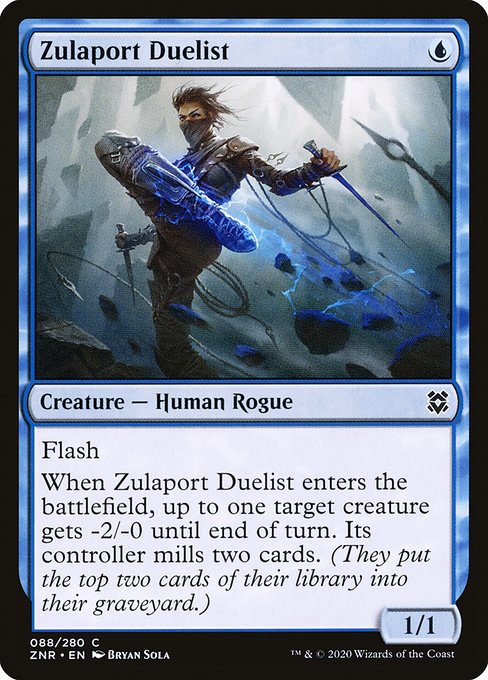 Zulaport Duelist
Creature — Human Rogue
Flash
When Zulaport Duelist enters the
battlefield, up to one target creature
gets -2/-0 until end of turn. Its
controller mills two cards. (They put
the top two cards of their library into
their graveyard.)
1/1
088/280 C
ZNR • EN Bryan Sola
™ & © 2020 Wizards of the Coast